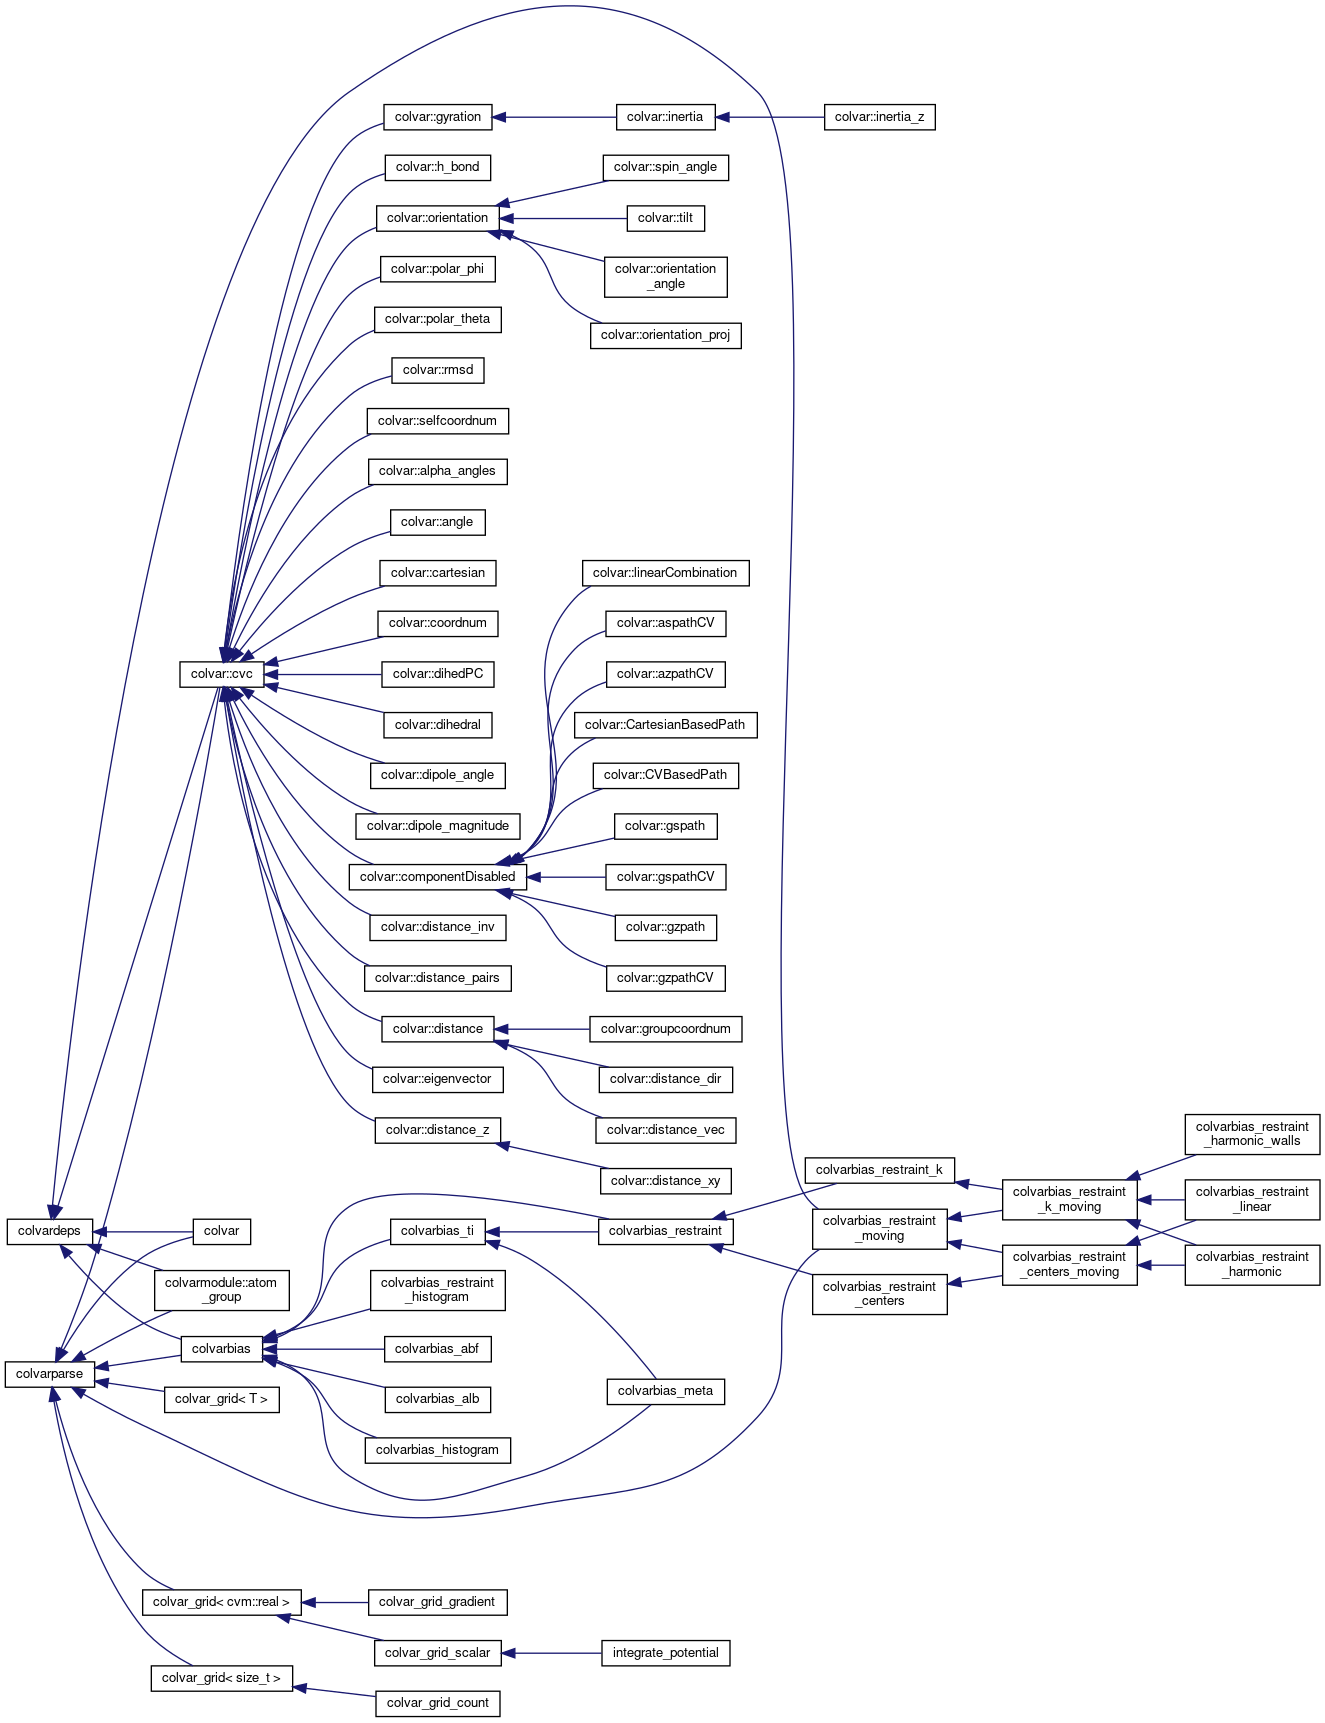 colvar::gyration
colvar::inertia
colvar::inertia_z
colvar::h_bond
colvar::spin_angle
colvar::orientation
colvar::tilt
colvar::polar_phi
colvar::orientation
_angle
colvar::polar_theta
colvar::orientation_proj
colvar::rmsd
colvar::selfcoordnum
colvar::alpha_angles
colvar::angle
colvar::cartesian
colvar::linearCombination
colvar::coordnum
colvar::aspathCV
colvar::cvc
colvar::dihedPC
colvar::azpathCV
colvar::dihedral
colvar::CartesianBasedPath
colvar::dipole_angle
colvar::CVBasedPath
colvar::dipole_magnitude
colvar::gspath
colvar::componentDisabled
colvar::gspathCV
colvar::distance_inv
colvar::gzpath
colvar::distance_pairs
colvar::gzpathCV
colvar::distance
colvar::groupcoordnum
colvar::eigenvector
colvar::distance_dir
colvar::distance_z
colvar::distance_vec
colvar::distance_xy
colvarbias_restraint_k
colvarbias_restraint
_harmonic_walls
colvarbias_restraint
_k_moving
colvarbias_restraint
_linear
colvardeps
colvar
colvarbias_ti
colvarbias_restraint
colvarbias_restraint
_moving
colvarbias_restraint
_centers_moving
colvarbias_restraint
_harmonic
colvarmodule::atom
_group
colvarbias_restraint
_histogram
colvarbias_restraint
_centers
colvarbias
colvarbias_abf
colvarparse
colvar_grid< T >
colvarbias_alb
colvarbias_meta
colvarbias_histogram
colvar_grid< cvm::real >
colvar_grid_gradient
colvar_grid_scalar
integrate_potential
colvar_grid< size_t >
colvar_grid_count